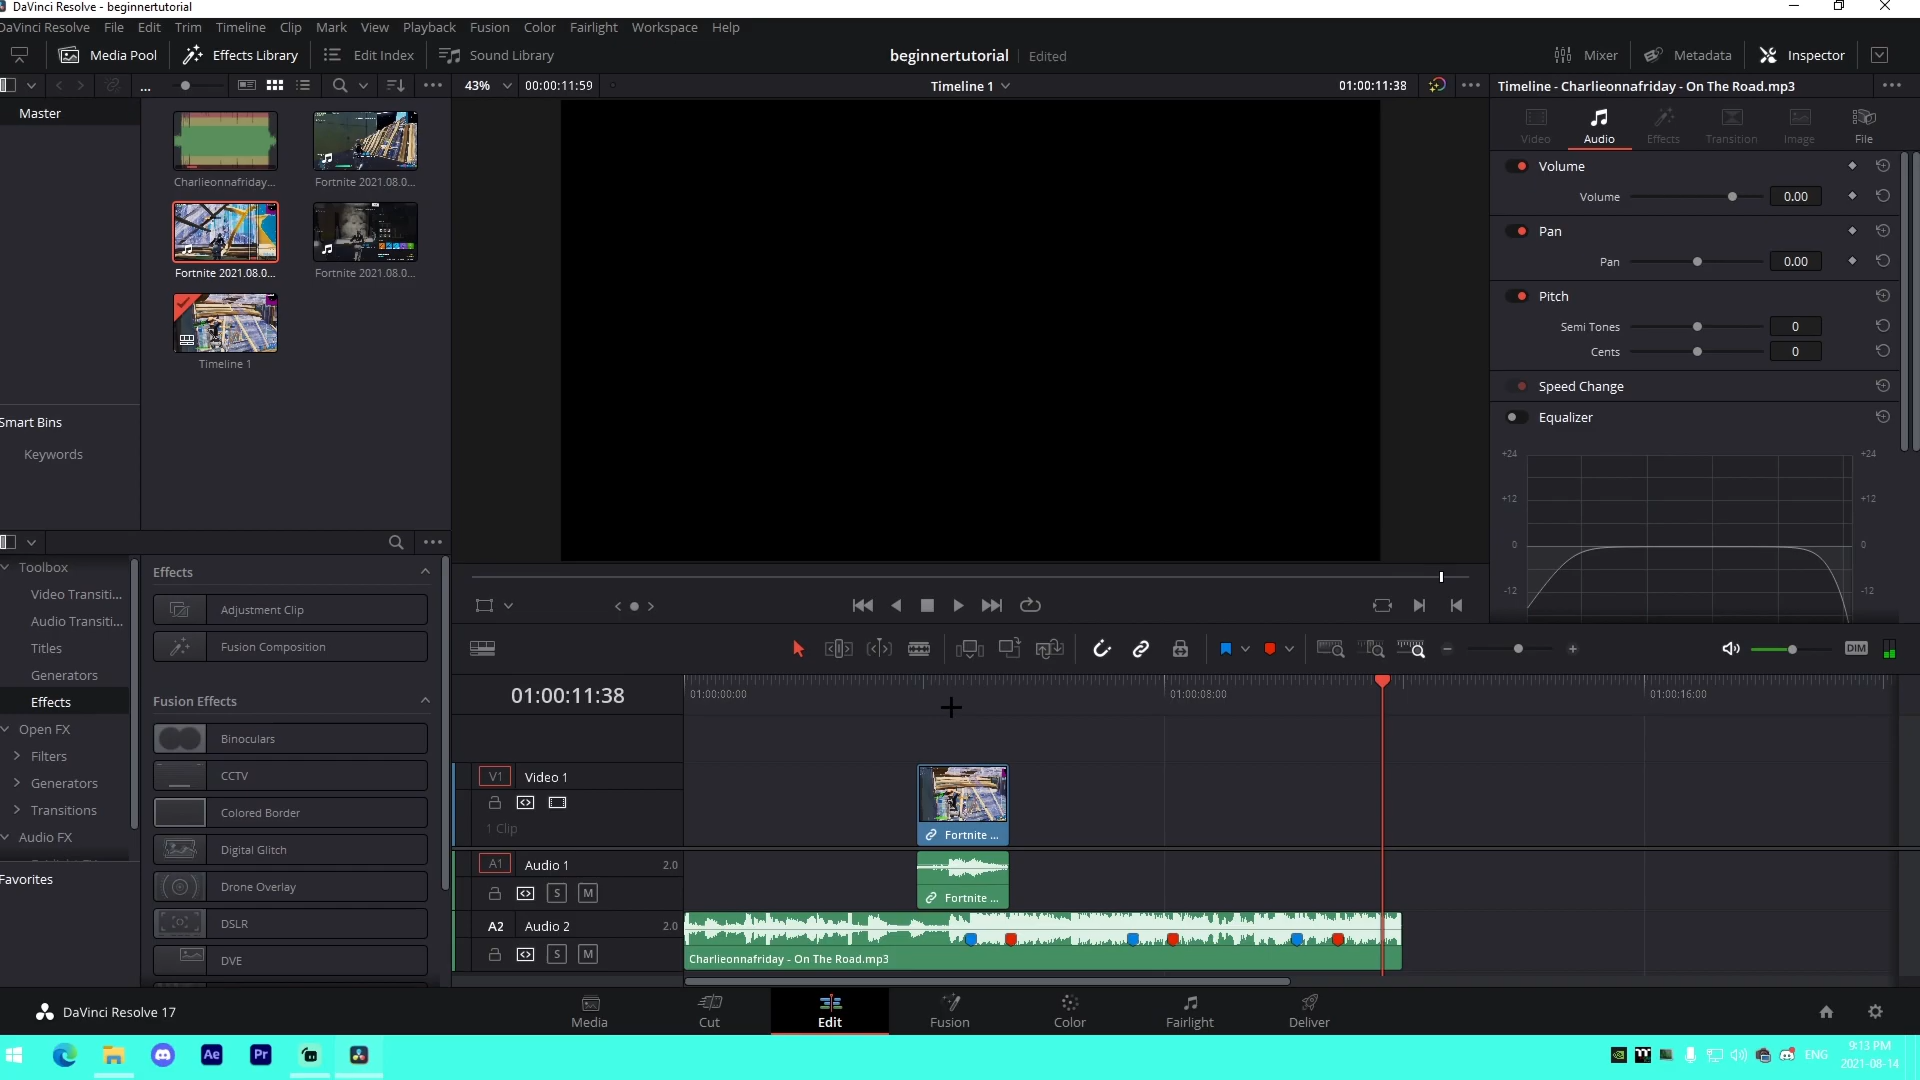 DaVinci Resolve - beginnertutorial
DaVinci Resolve File Edit Trim Timeline Clip Mark View Playback Fusion Color Fairlight Workspace Help
Media Pool Effects Library Edit Index Sound Library beginnertutorial Edited Mixer Metadata Inspector
... 43% 00:00:11:59 Timeline 1 01:00:11:38 Timeline - Charlieonnafriday - On The Road.mp3
Master
Video Audio Effects Transition Image File
Charlieonnafriday... Fortnite 2021.08.0...
Volume
Volume 0.00
Pan
Pan 0.00
Fortnite 2021.08.0... Fortnite 2021.08.0...
Pitch
Semi Tones 0
Cents 0
Timeline 1
Speed Change
Equalizer
Smart Bins
Keywords
+24 +24
+12 +12
0 0
-12 -12
Toolbox
Video Transiti...
Audio Transiti...
Titles
Generators
Effects
Open FX
Filters
Generators
Transitions
Audio FX
Favorites
Effects
Adjustment Clip
Fusion Composition
Fusion Effects
Binoculars
CCTV
Colored Border
Digital Glitch
Drone Overlay
DSLR
DVE
DIM
01:00:11:38 01:00:00:00 01:00:08:00 01:00:16:00
V1 Video 1
1 Clip
Fortnite ...
A1 Audio 1 2.0
S M
Fortnite ...
A2 Audio 2 2.0
S M
Charlieonnafriday - On The Road.mp3
DaVinci Resolve 17
Media Cut Edit Fusion Color Fairlight Deliver
Ae Pr ENG 9:13 PM
2021-08-14